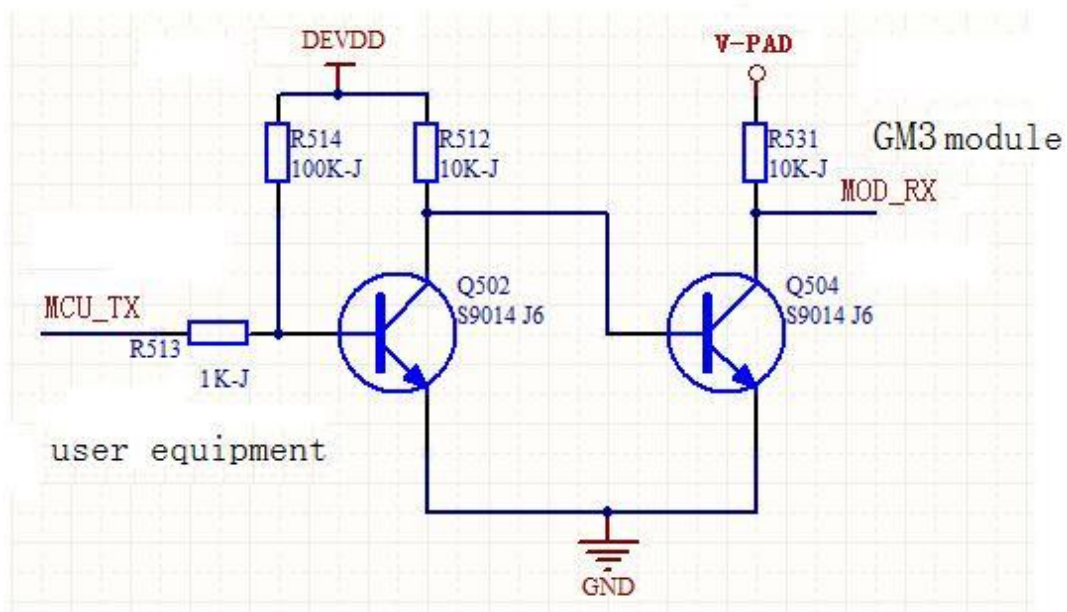 DEVDD
V-PAD
R514
100K-J
R512
10K-J
R531
10K-J
GM3 module
MOD_RX
MCU_TX
Q502
S9014 J6
Q504
S9014 J6
R513
1K-J
user equipment
GND